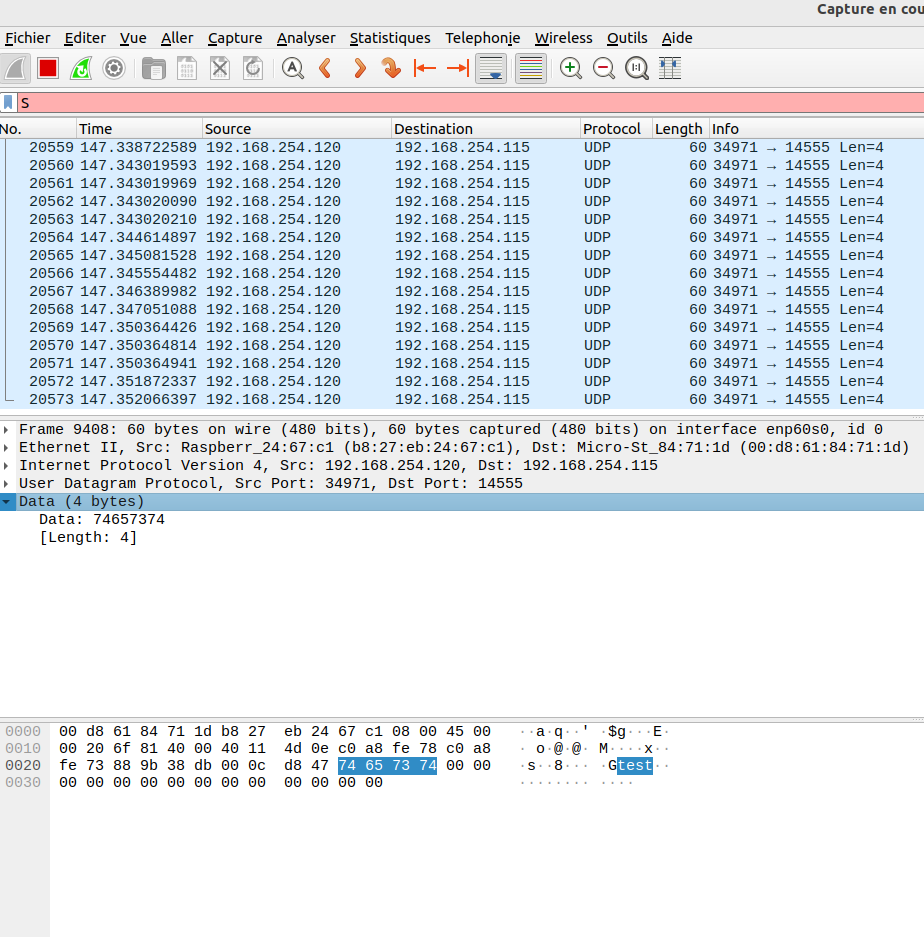 Capture en cou
Fichier Editer Vue Aller Capture Analyser Statistiques Telephonie Wireless Outils Aide
S
No. Time Source Destination Protocol Length Info
20559 147.338722589 192.168.254.120 192.168.254.115 UDP 60 34971 → 14555 Len=4
20560 147.343019593 192.168.254.120 192.168.254.115 UDP 60 34971 → 14555 Len=4
20561 147.343019969 192.168.254.120 192.168.254.115 UDP 60 34971 → 14555 Len=4
20562 147.343020090 192.168.254.120 192.168.254.115 UDP 60 34971 → 14555 Len=4
20563 147.343020210 192.168.254.120 192.168.254.115 UDP 60 34971 → 14555 Len=4
20564 147.344614897 192.168.254.120 192.168.254.115 UDP 60 34971 → 14555 Len=4
20565 147.345081528 192.168.254.120 192.168.254.115 UDP 60 34971 → 14555 Len=4
20566 147.345554482 192.168.254.120 192.168.254.115 UDP 60 34971 → 14555 Len=4
20567 147.346389982 192.168.254.120 192.168.254.115 UDP 60 34971 → 14555 Len=4
20568 147.347051088 192.168.254.120 192.168.254.115 UDP 60 34971 → 14555 Len=4
20569 147.350364426 192.168.254.120 192.168.254.115 UDP 60 34971 → 14555 Len=4
20570 147.350364814 192.168.254.120 192.168.254.115 UDP 60 34971 → 14555 Len=4
20571 147.350364941 192.168.254.120 192.168.254.115 UDP 60 34971 → 14555 Len=4
20572 147.351872337 192.168.254.120 192.168.254.115 UDP 60 34971 → 14555 Len=4
20573 147.352066397 192.168.254.120 192.168.254.115 UDP 60 34971 → 14555 Len=4
Frame 9408: 60 bytes on wire (480 bits), 60 bytes captured (480 bits) on interface enp60s0, id 0
Ethernet II, Src: Raspberr_24:67:c1 (b8:27:eb:24:67:c1), Dst: Micro-St_84:71:1d (00:d8:61:84:71:1d)
Internet Protocol Version 4, Src: 192.168.254.120, Dst: 192.168.254.115
User Datagram Protocol, Src Port: 34971, Dst Port: 14555
Data (4 bytes)
Data: 74657374
[Length: 4]
0000 00 d8 61 84 71 1d b8 27 eb 24 67 c1 08 00 45 00 ··a·q··' ·$g···E·
0010 00 20 6f 81 40 00 40 11 4d 0e c0 a8 fe 78 c0 a8 · o·@·@· M····x··
0020 fe 73 88 9b 38 db 00 0c d8 47 74 65 73 74 00 00 ·s··8··· ·Gtest··
0030 00 00 00 00 00 00 00 00 00 00 00 00 ········ ····